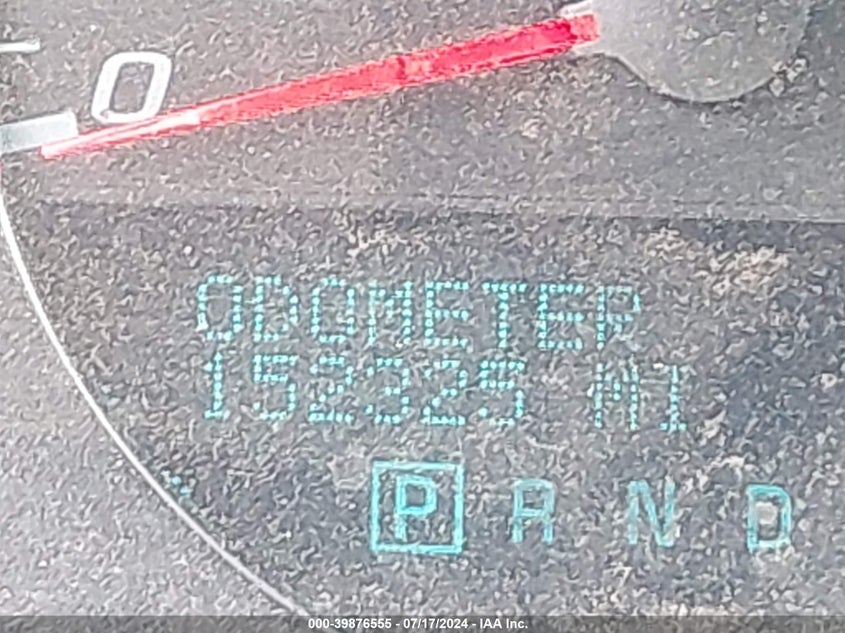 0
ODOMETER
152325 MI
P R N D
000-39876555 - 07/17/2024 - IAA Inc.